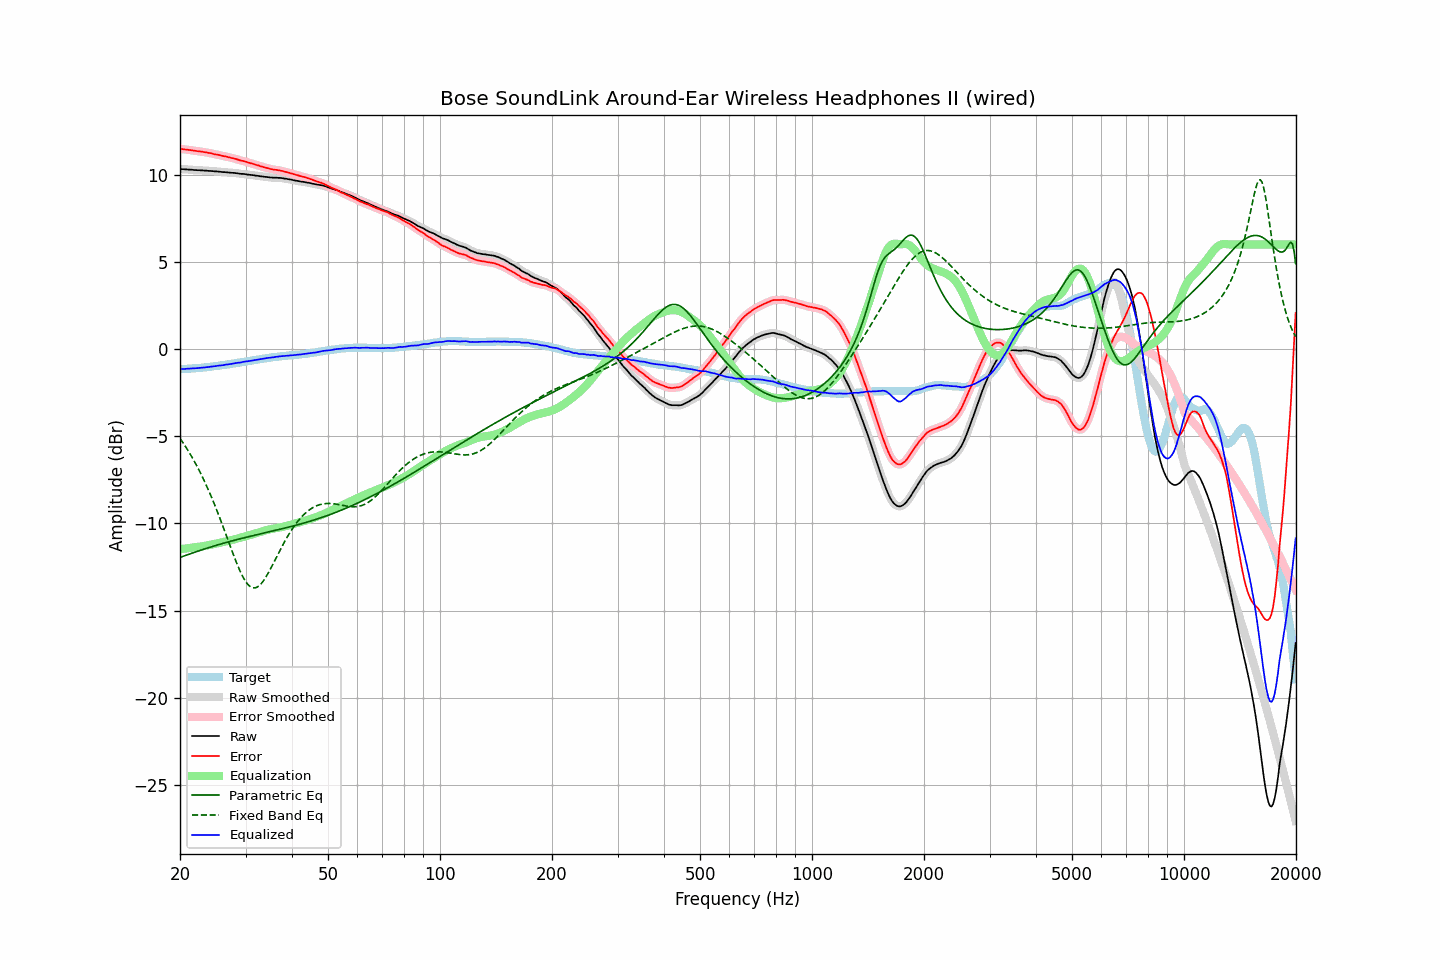 Bose SoundLink Around-Ear Wireless Headphones II (wired)
Amplitude (dBr)
10
5
0
−5
−10
−15
−20
−25
Target
Raw Smoothed
Error Smoothed
Raw
Error
Equalization
Parametric Eq
Fixed Band Eq
Equalized
20 50 100 200 500 1000 2000 5000 10000 20000
Frequency (Hz)